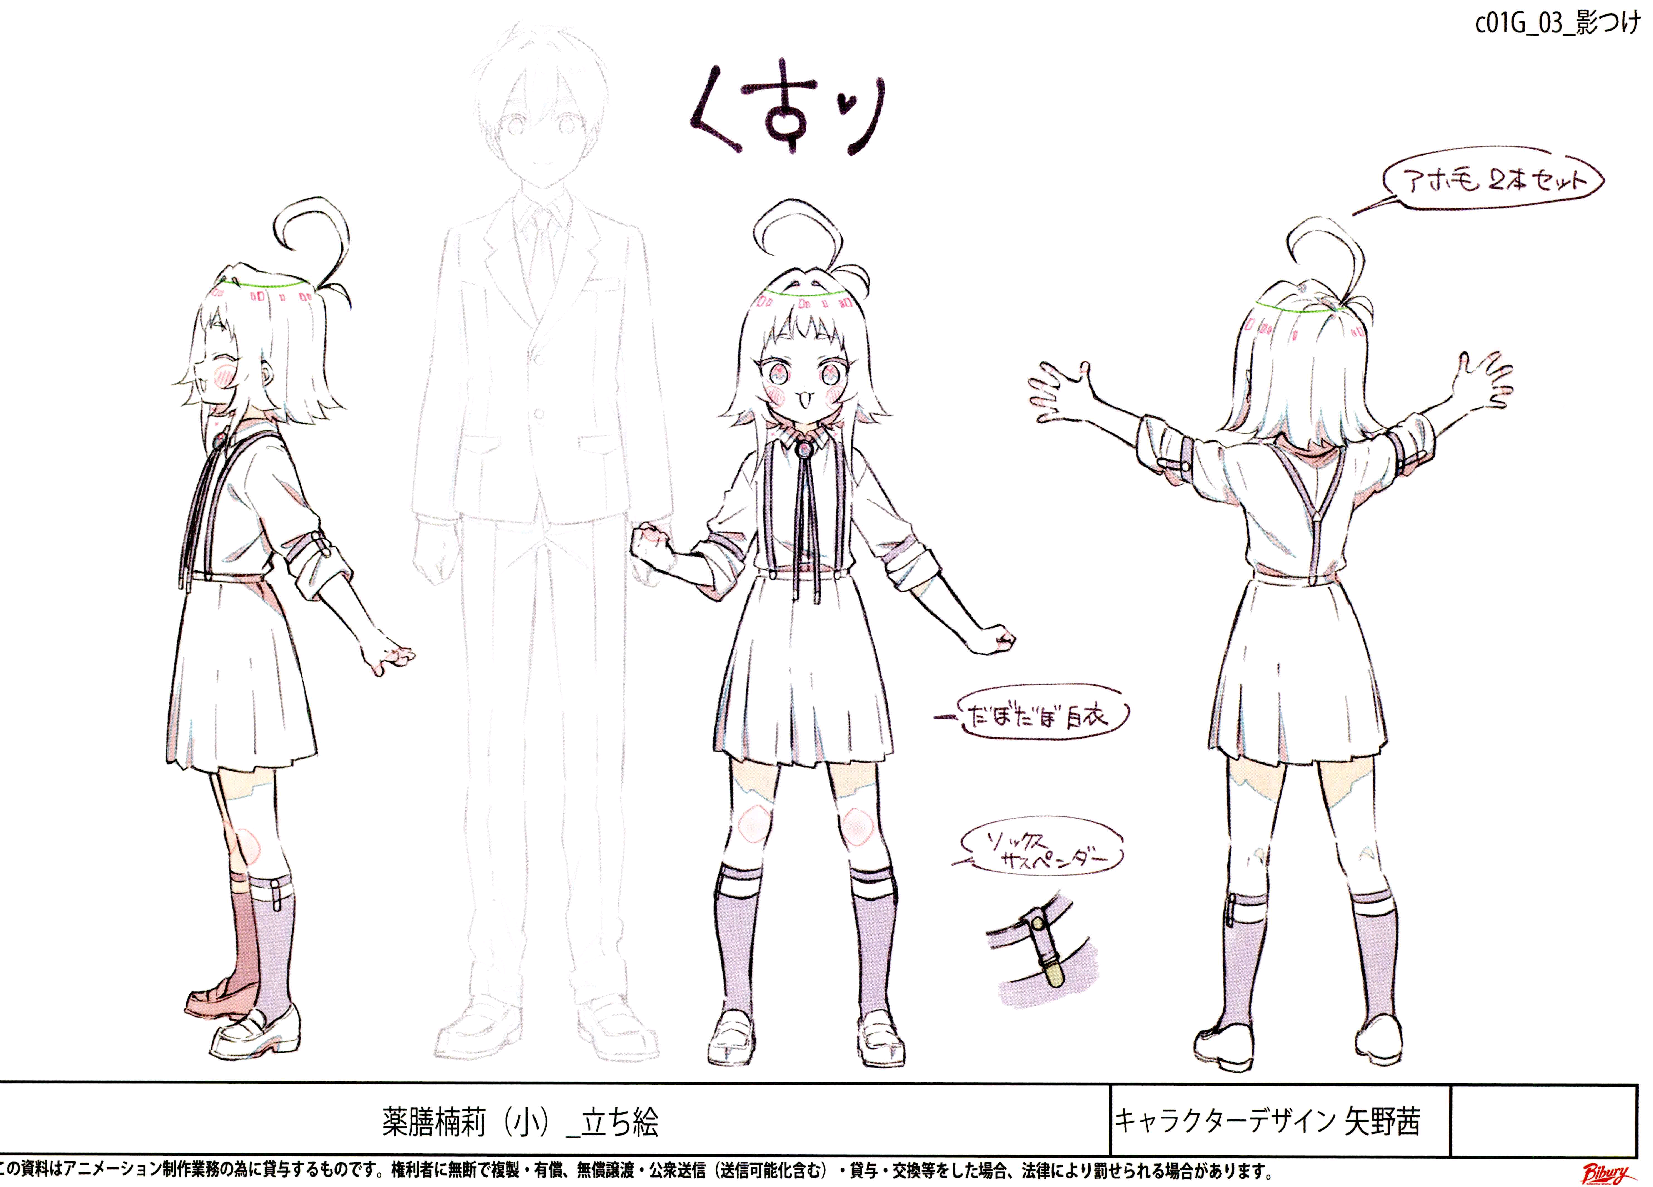 c01G_03_影つけ
くすり
アホ毛2本セット
だぼだぼ白衣
ソックス
サスペンダー
薬膳楠莉（小）_立ち絵
キャラクターデザイン 矢野茜
この資料はアニメーション制作業務の為に貸与するものです。権利者に無断で複製・有償、無償譲渡・公衆送信（送信可能化含む）・貸与・交換等をした場合、法律により罰せられる場合があります。
Bibury